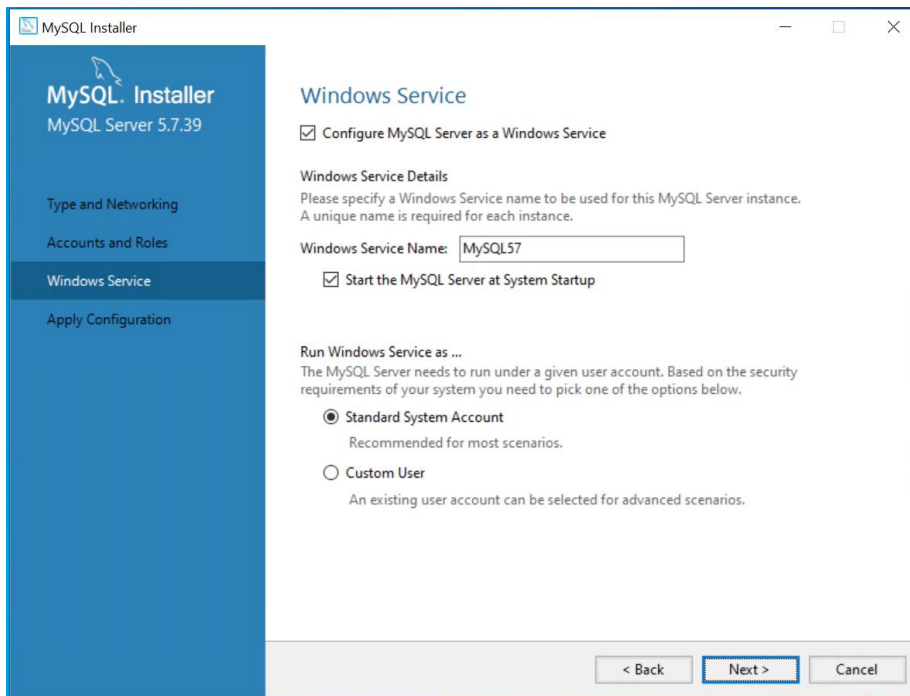 MySQL Installer
MySQL. Installer
MySQL Server 5.7.39
Type and Networking
Accounts and Roles
Windows Service
Apply Configuration
Windows Service
Configure MySQL Server as a Windows Service
Windows Service Details
Please specify a Windows Service name to be used for this MySQL Server instance.
A unique name is required for each instance.
Windows Service Name: MySQL57
Start the MySQL Server at System Startup
Run Windows Service as ...
The MySQL Server needs to run under a given user account. Based on the security
requirements of your system you need to pick one of the options below.
Standard System Account
Recommended for most scenarios.
Custom User
An existing user account can be selected for advanced scenarios.
< Back Next > Cancel